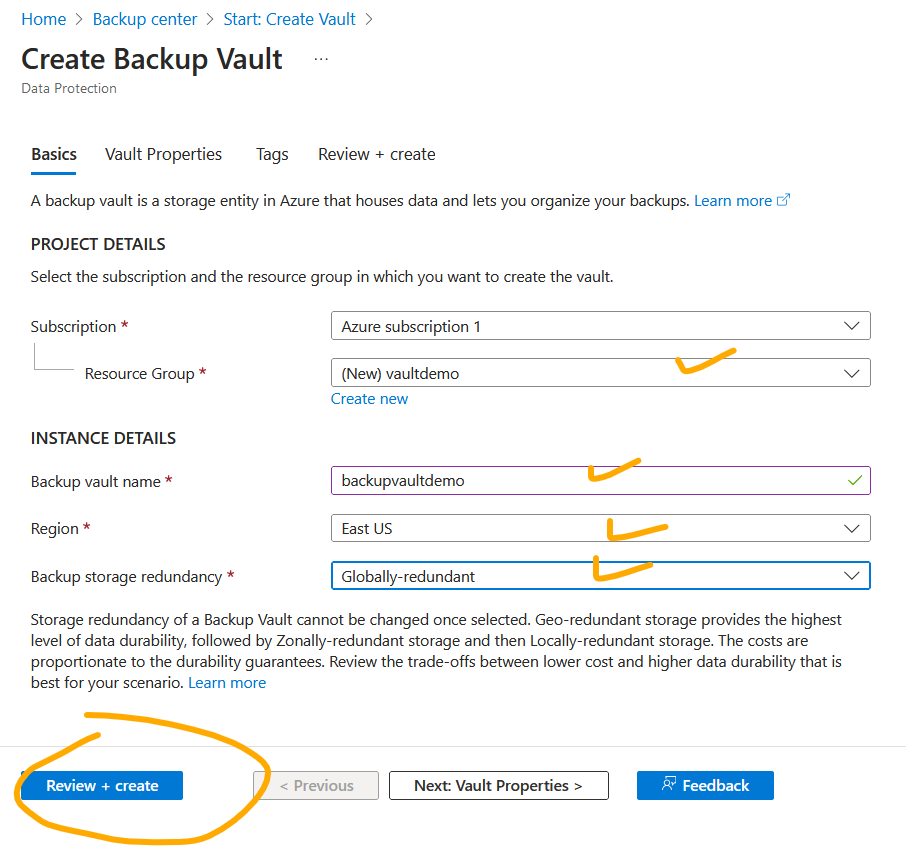 Home > Backup center > Start: Create Vault >
Create Backup Vault ...
Data Protection
Basics Vault Properties Tags Review + create
A backup vault is a storage entity in Azure that houses data and lets you organize your backups. Learn more
PROJECT DETAILS
Select the subscription and the resource group in which you want to create the vault.
Subscription * Azure subscription 1
Resource Group * (New) vaultdemo
Create new
INSTANCE DETAILS
Backup vault name * backupvaultdemo
Region * East US
Backup storage redundancy * Globally-redundant
Storage redundancy of a Backup Vault cannot be changed once selected. Geo-redundant storage provides the highest
level of data durability, followed by Zonally-redundant storage and then Locally-redundant storage. The costs are
proportionate to the durability guarantees. Review the trade-offs between lower cost and higher data durability that is
best for your scenario. Learn more
Review + create < Previous Next: Vault Properties > Feedback